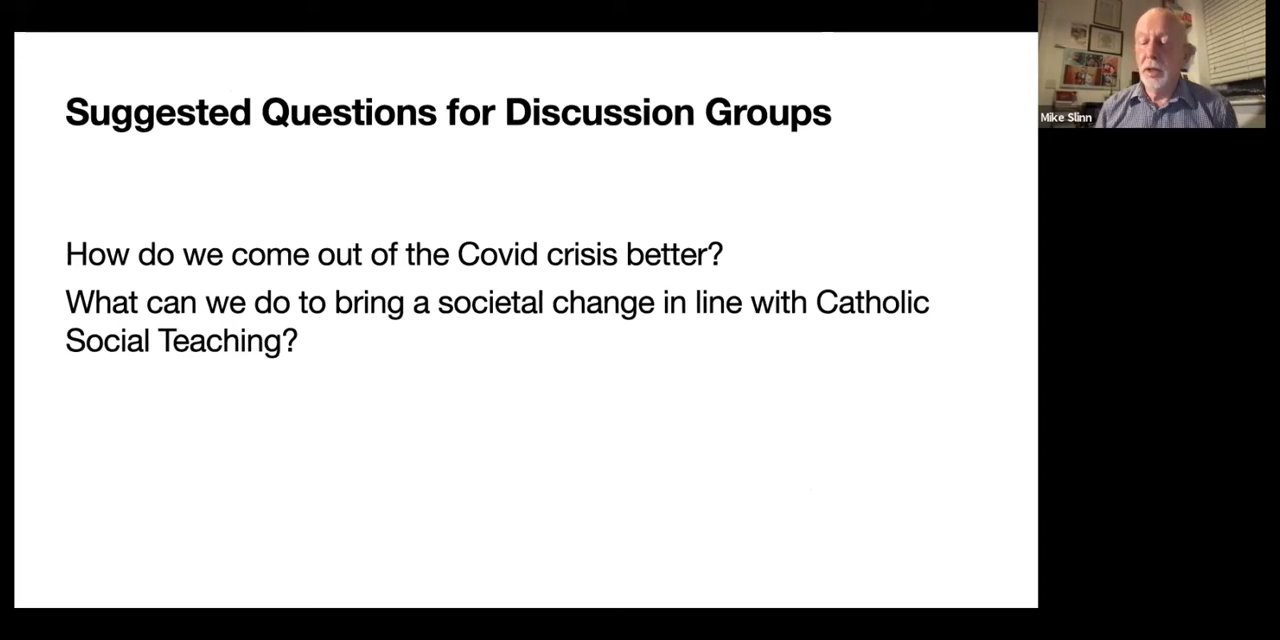 Suggested Questions for Discussion Groups
How do we come out of the Covid crisis better?
What can we do to bring a societal change in line with Catholic
Social Teaching?
Mike Slinn